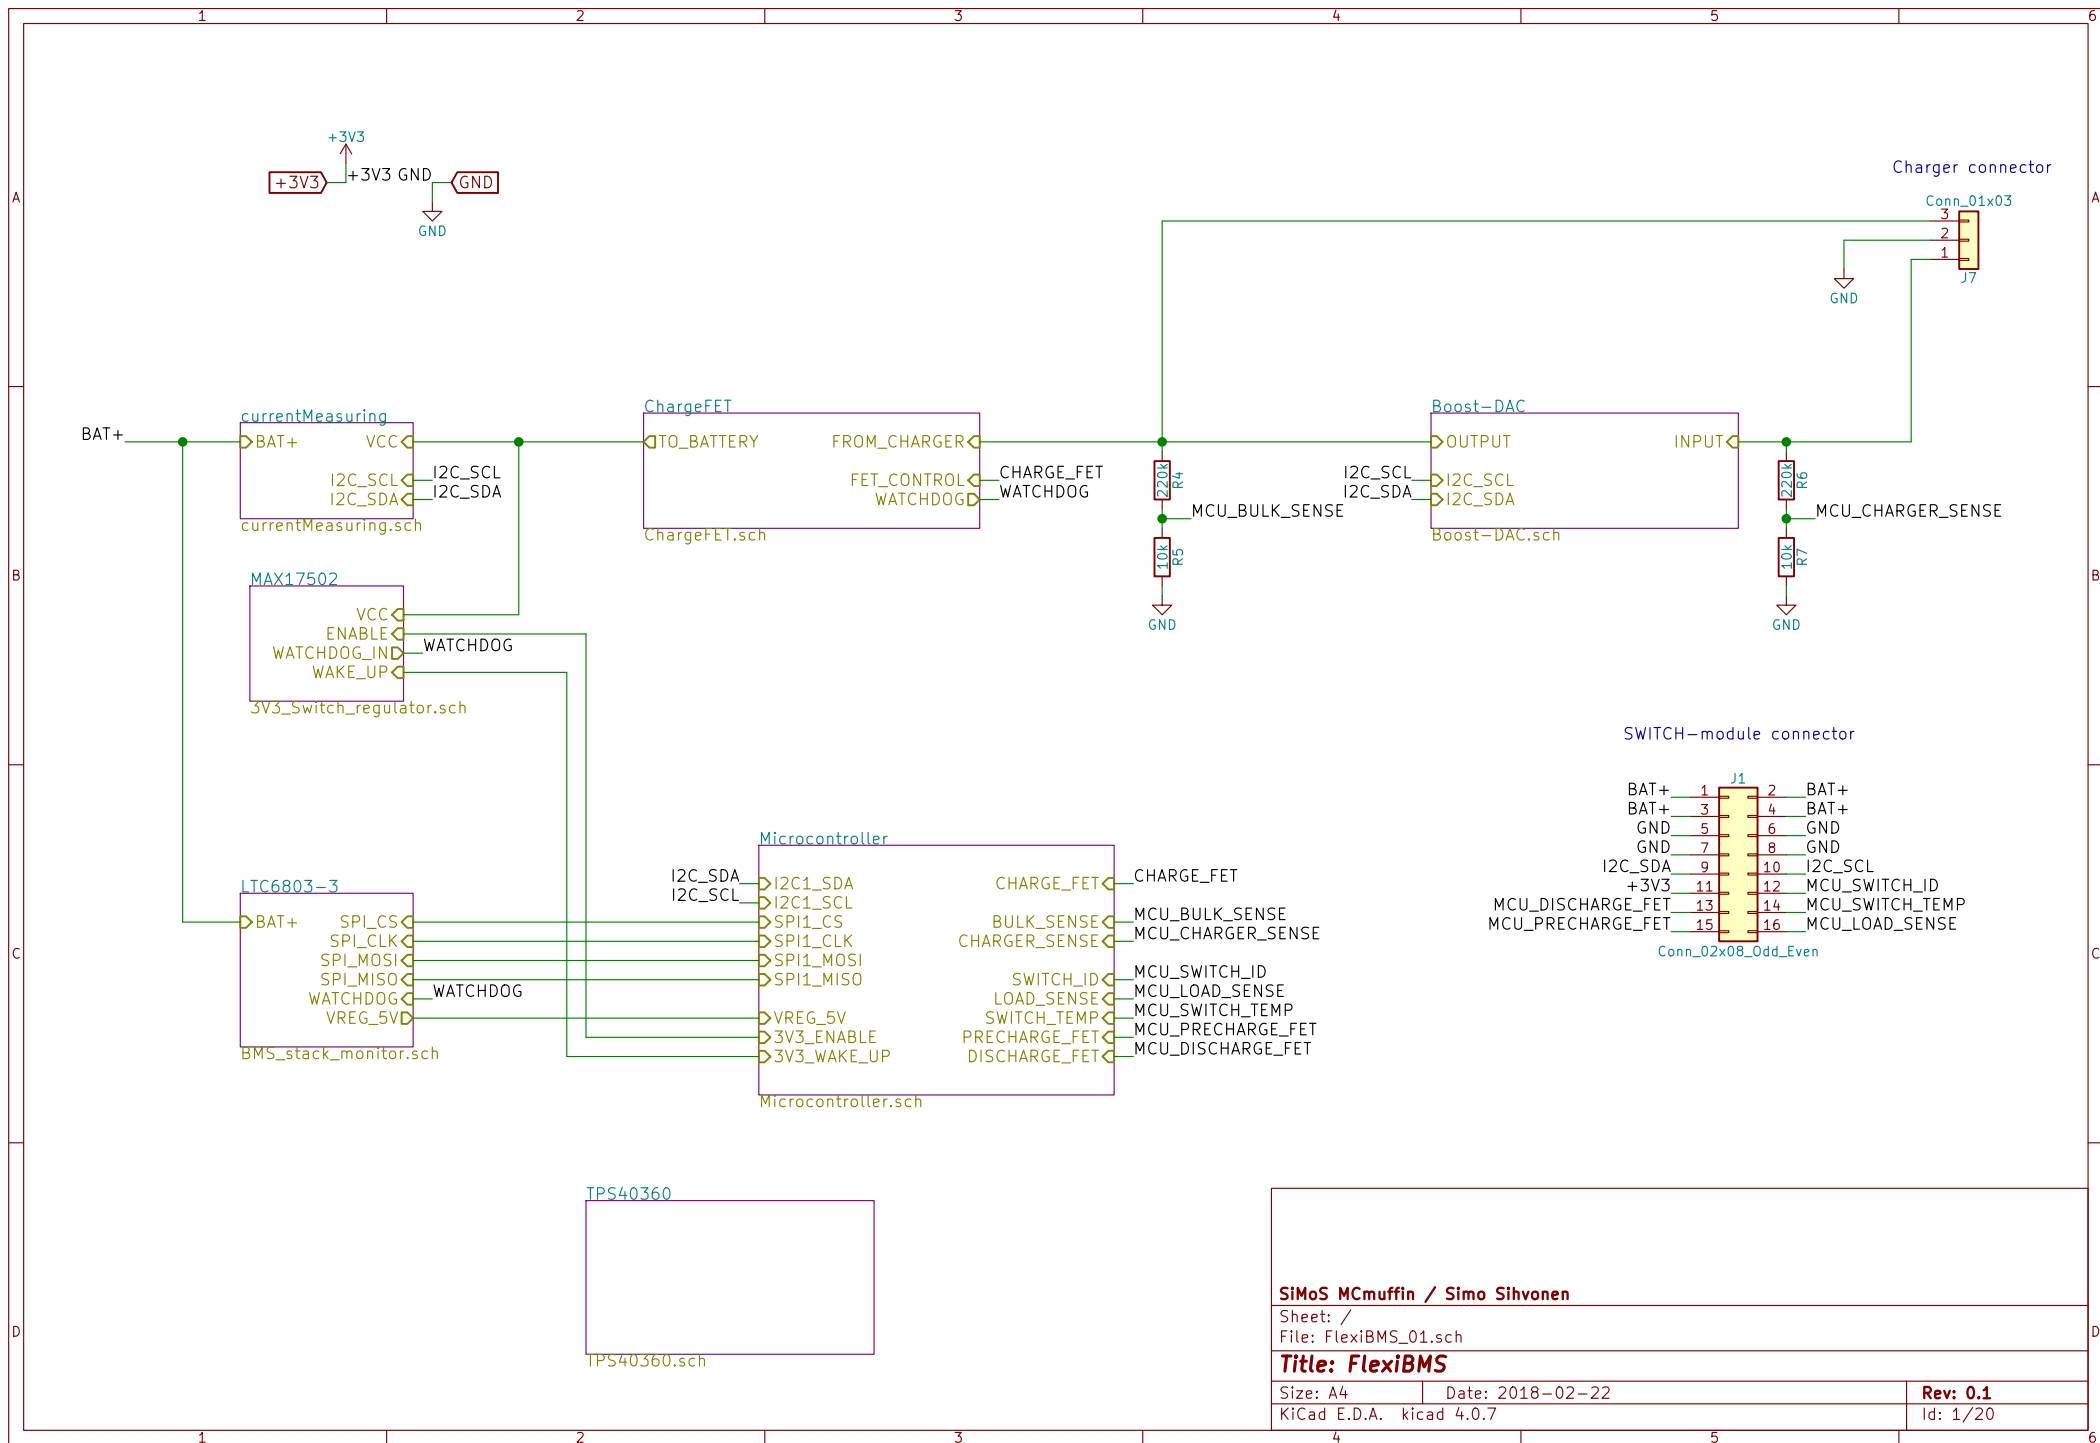 1 2 3 4 5 6
+3V3
+3V3 +3V3 GND GND
GND
A A
Charger connector
Conn_01x03
3
2
1
J7
GND
currentMeasuring
BAT+ BAT+ VCC
I2C_SCL I2C_SCL
I2C_SDA I2C_SDA
currentMeasuring.sch
ChargeFET
TO_BATTERY FROM_CHARGER
FET_CONTROL CHARGE_FET
WATCHDOG WATCHDOG
ChargeFET.sch
220k R4
MCU_BULK_SENSE
10k R5
GND
Boost-DAC
OUTPUT INPUT
I2C_SCL I2C_SCL
I2C_SDA I2C_SDA
Boost-DAC.sch
220k R6
MCU_CHARGER_SENSE
10k R7
GND
B B
MAX17502
VCC
ENABLE
WATCHDOG_IN WATCHDOG
WAKE_UP
3V3_Switch_regulator.sch
SWITCH-module connector
J1
BAT+ 1 2 BAT+
BAT+ 3 4 BAT+
GND 5 6 GND
GND 7 8 GND
I2C_SDA 9 10 I2C_SCL
+3V3 11 12 MCU_SWITCH_ID
MCU_DISCHARGE_FET 13 14 MCU_SWITCH_TEMP
MCU_PRECHARGE_FET 15 16 MCU_LOAD_SENSE
Conn_02x08_Odd_Even
C C
LTC6803-3
BAT+ SPI_CS
SPI_CLK
SPI_MOSI
SPI_MISO
WATCHDOG WATCHDOG
VREG_5V
BMS_stack_monitor.sch
Microcontroller
I2C_SDA I2C1_SDA CHARGE_FET CHARGE_FET
I2C_SCL I2C1_SCL
SPI1_CS BULK_SENSE MCU_BULK_SENSE
SPI1_CLK CHARGER_SENSE MCU_CHARGER_SENSE
SPI1_MOSI
SPI1_MISO SWITCH_ID MCU_SWITCH_ID
LOAD_SENSE MCU_LOAD_SENSE
VREG_5V SWITCH_TEMP MCU_SWITCH_TEMP
3V3_ENABLE PRECHARGE_FET MCU_PRECHARGE_FET
3V3_WAKE_UP DISCHARGE_FET MCU_DISCHARGE_FET
Microcontroller.sch
TPS40360
TPS40360.sch
D D
SiMoS MCmuffin / Simo Sihvonen
Sheet: /
File: FlexiBMS_01.sch
Title: FlexiBMS
Size: A4 Date: 2018-02-22 Rev: 0.1
KiCad E.D.A. kicad 4.0.7 Id: 1/20
1 2 3 4 5 6